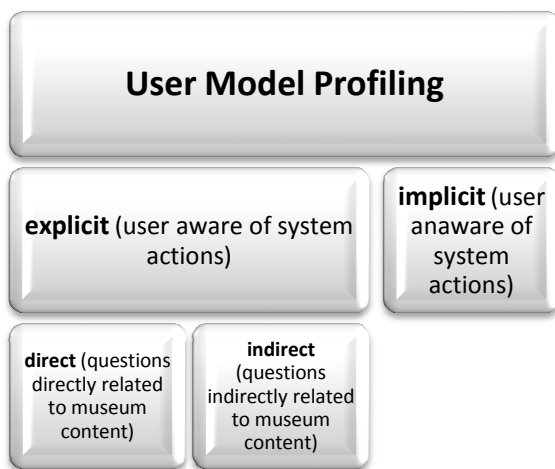 User Model Profiling
explicit (user aware of system
actions)
implicit (user
anaware of
system
actions)
direct (questions
directly related
to museum
content)
indirect
(questions
indirectly related
to museum
content)